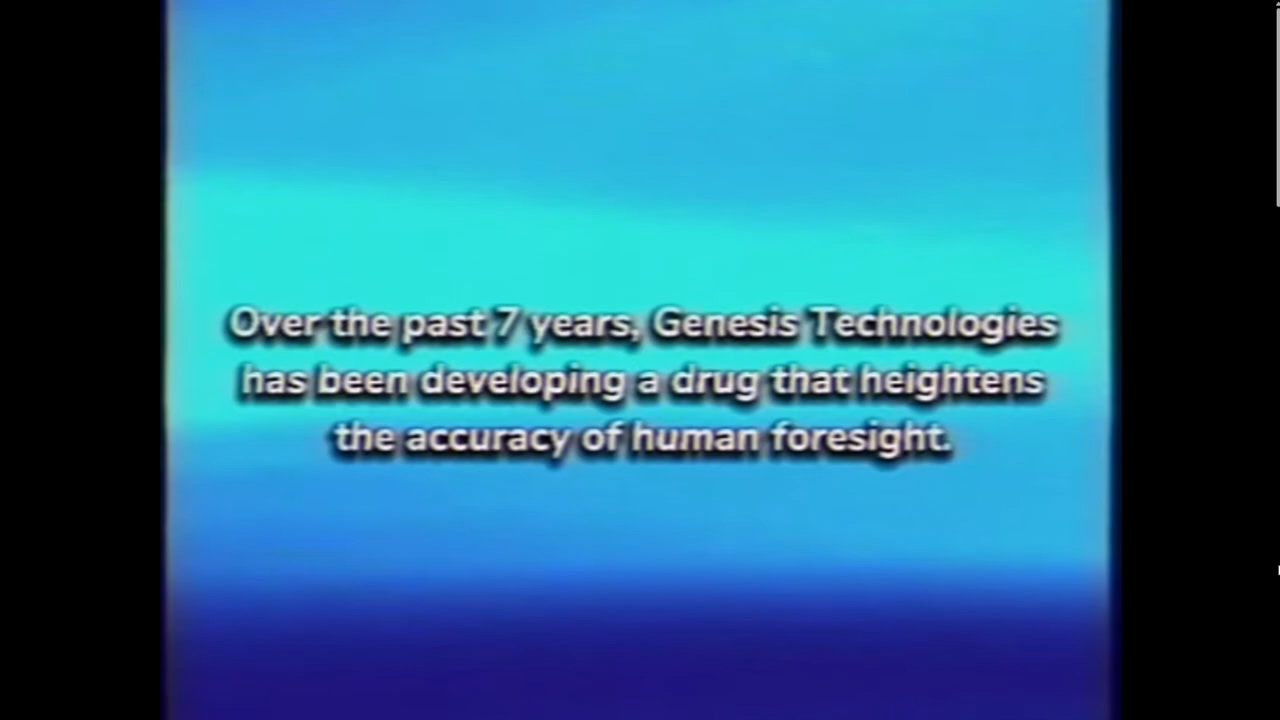 Over the past 7 years, Genesis Technologies
has been developing a drug that heightens
the accuracy of human foresight.